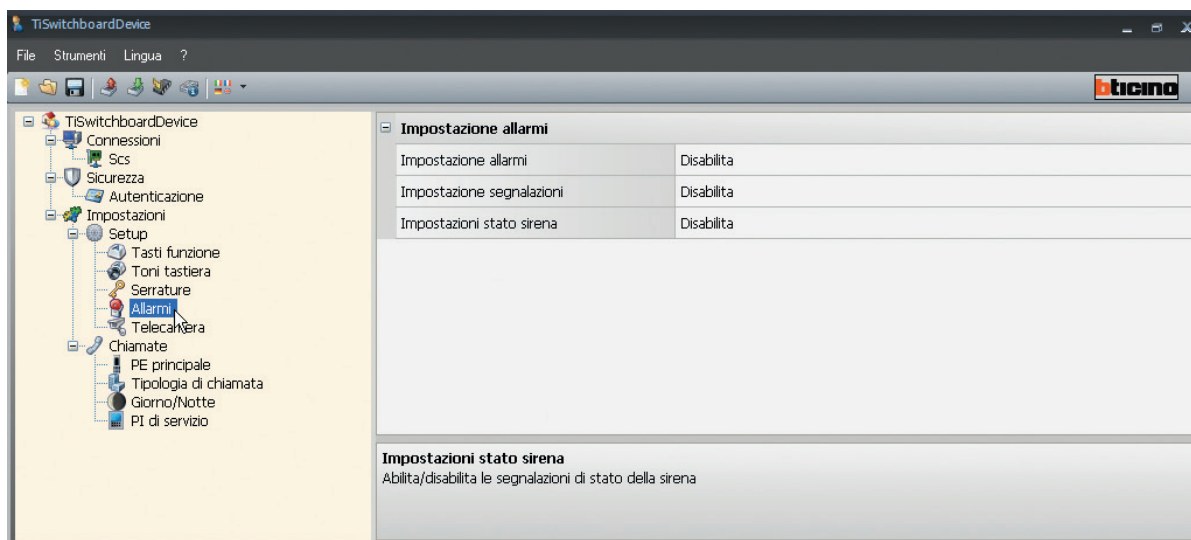 TiSwitchboardDevice
File Strumenti Lingua ?
bticino
TiSwitchboardDevice
Connessioni
Scs
Sicurezza
Autenticazione
Impostazioni
Setup
Tasti funzione
Toni tastiera
Serrature
Allarmi
Telecamera
Chiamate
PE principale
Tipologia di chiamata
Giorno/Notte
PI di servizio
Impostazione allarmi
Impostazione allarmi Disabilita
Impostazione segnalazioni Disabilita
Impostazioni stato sirena Disabilita
Impostazioni stato sirena
Abilita/disabilita le segnalazioni di stato della sirena